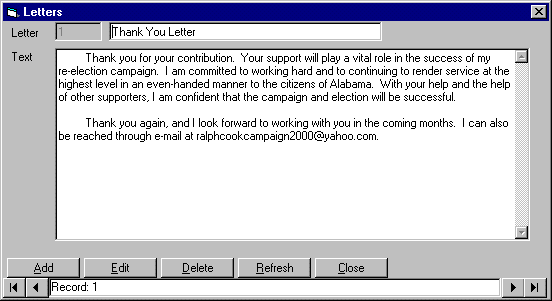 Letters
Letter 1 Thank You Letter
Text
Thank you for your contribution. Your support will play a vital role in the success of my
re-election campaign. I am committed to working hard and to continuing to render service at the
highest level in an even-handed manner to the citizens of Alabama. With your help and the help
of other supporters, I am confident that the campaign and election will be successful.
Thank you again, and I look forward to working with you in the coming months. I can also
be reached through e-mail at ralphcookcampaign2000@yahoo.com.
Add Edit Delete Refresh Close
Record: 1